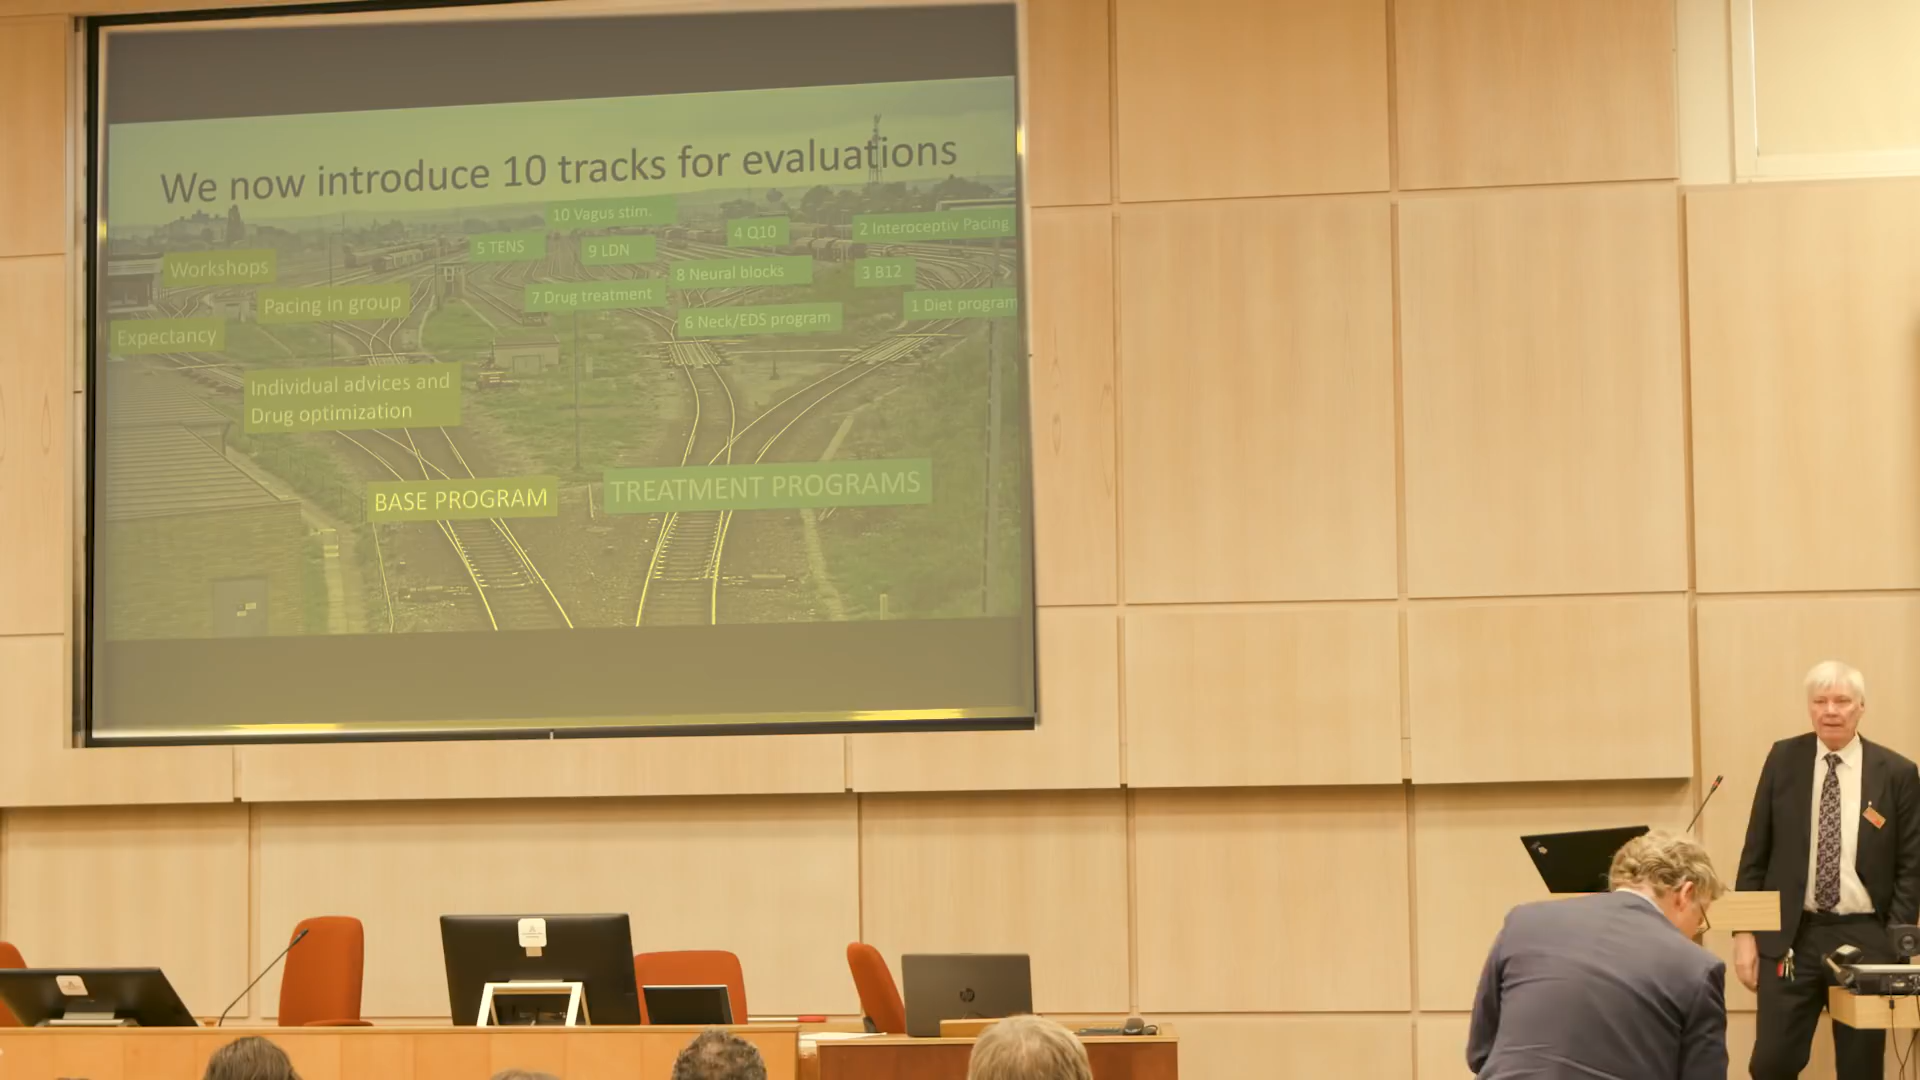 We now introduce 10 tracks for evaluations
10 Vagus stim.
5 TENS
9 LDN
4 Q10
2 Interoceptiv Pacing
Workshops
8 Neural blocks
3 B12
Pacing in group
7 Drug treatment
1 Diet program
Expectancy
6 Neck/EDS program
Individual advices and
Drug optimization
BASE PROGRAM
TREATMENT PROGRAMS
hp